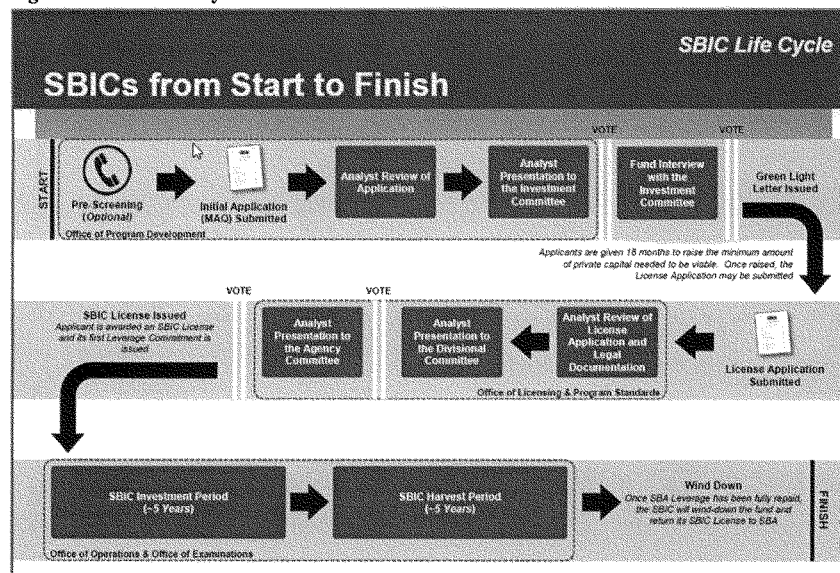 SBIC Life Cycle
SBICs from Start to Finish
VOTE
VOTE
START
Pre-Screening
(Optional)
Initial Application
(MAQ) Submitted
Analyst Review of
Application
Analyst
Presentation to
the Investment
Committee
Fund Interview
with the
Investment
Committee
Green Light
Letter Issued
Office of Program Development
Applicants are given 18 months to raise the minimum amount
of private capital needed to be viable. Once raised, the
License Application may be submitted
VOTE
VOTE
SBIC License Issued
Applicant is awarded an SBIC License
and its first Leverage Commitment is
issued
Analyst
Presentation to
the Agency
Committee
Analyst
Presentation to
the Divisional
Committee
Analyst Review of
License
Application and
Legal
Documentation
License Application
Submitted
Office of Licensing & Program Standards
SBIC Investment Period
(~5 Years)
SBIC Harvest Period
(~5 Years)
Wind Down
Once SBA Leverage has been fully repaid,
the SBIC will wind-down the fund and
return its SBIC License to SBA
FINISH
Office of Operations & Office of Examinations